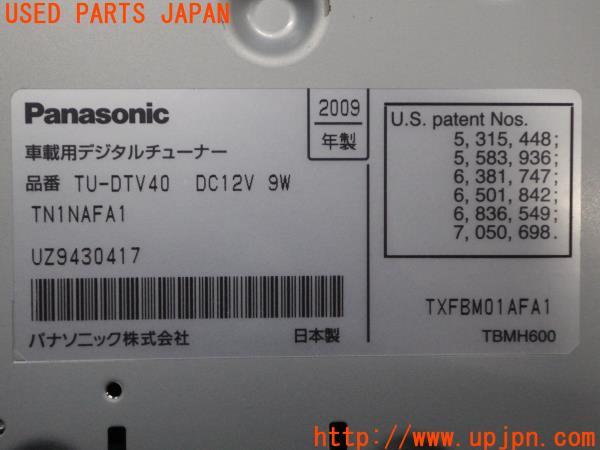 USED PARTS JAPAN
Panasonic
2009
年製
車載用デジタルチューナー
品番 TU-DTV40 DC12V 9W
TN1NAFA1
UZ9430417
パナソニック株式会社 日本製
U.S. patent Nos.
5, 315, 448;
5, 583, 936;
6, 381, 747;
6, 501, 842;
6, 836, 549;
7, 050, 698.
TXFBM01AFA1
TBMH600
http://www.upjpn.com/